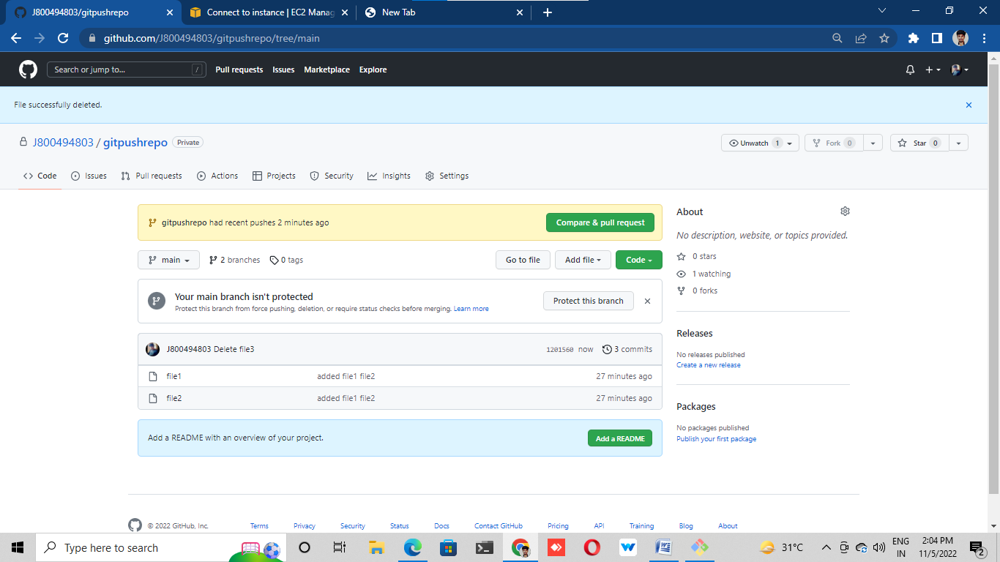 J800494803/gitpushrepo
Connect to instance | EC2 Manag
New Tab
github.com/J800494803/gitpushrepo/tree/main
Search or jump to...
/
Pull requests
Issues
Marketplace
Explore
File successfully deleted.
J800494803 / gitpushrepo
Private
Unwatch 1
Fork 0
Star 0
Code
Issues
Pull requests
Actions
Projects
Security
Insights
Settings
gitpushrepo had recent pushes 2 minutes ago
Compare & pull request
main
2 branches
0 tags
Go to file
Add file
Code
Your main branch isn't protected
Protect this branch from force pushing, deletion, or require status checks before merging. Learn more
Protect this branch
J800494803 Delete file3
1201560 now
3 commits
file1
added file1 file2
27 minutes ago
file2
added file1 file2
27 minutes ago
Add a README with an overview of your project.
Add a README
About
No description, website, or topics provided.
0 stars
1 watching
0 forks
Releases
No releases published
Create a new release
Packages
No packages published
Publish your first package
© 2022 GitHub, Inc.
Terms
Privacy
Security
Status
Docs
Contact GitHub
Pricing
API
Training
Blog
About
Type here to search
31°C
ENG
IN
2:04 PM
11/5/2022
2